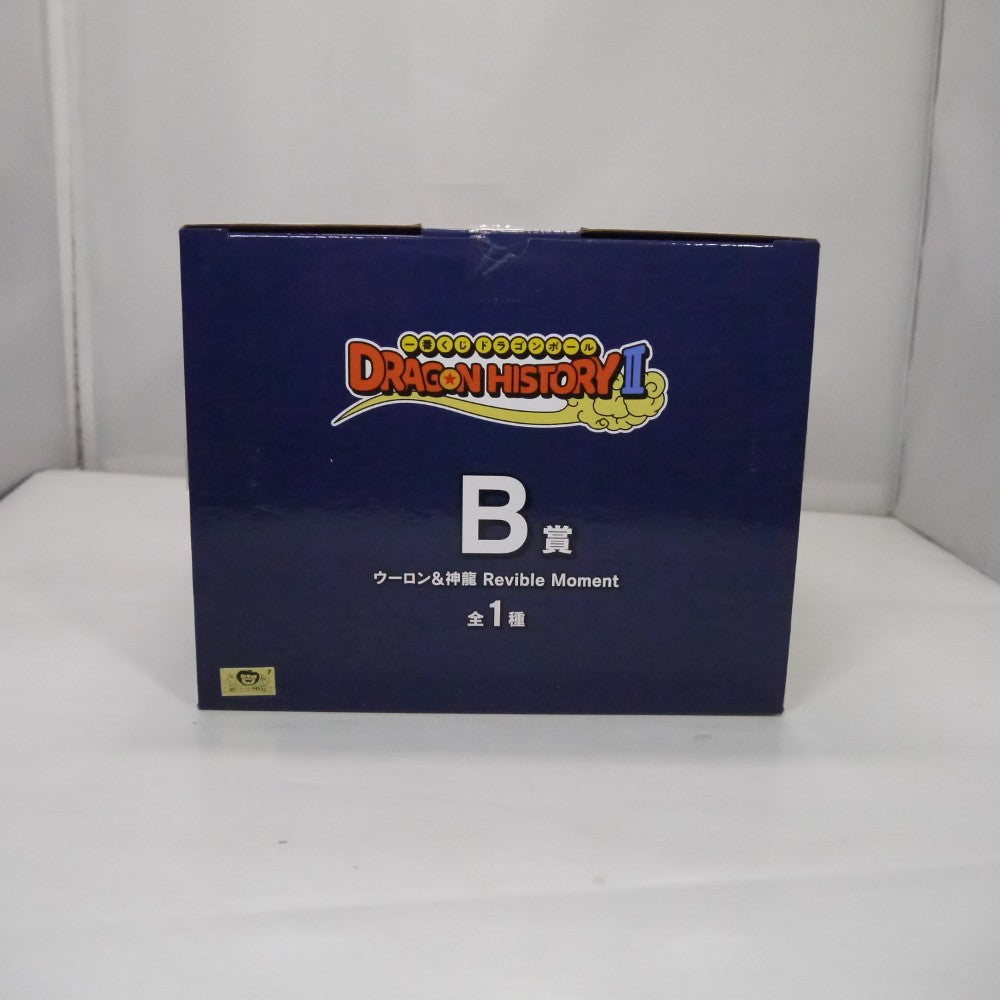 一番くじ ドラゴンボール
DRAGON HISTORY II
B賞
ウーロン&神龍 Revible Moment
全1種
7